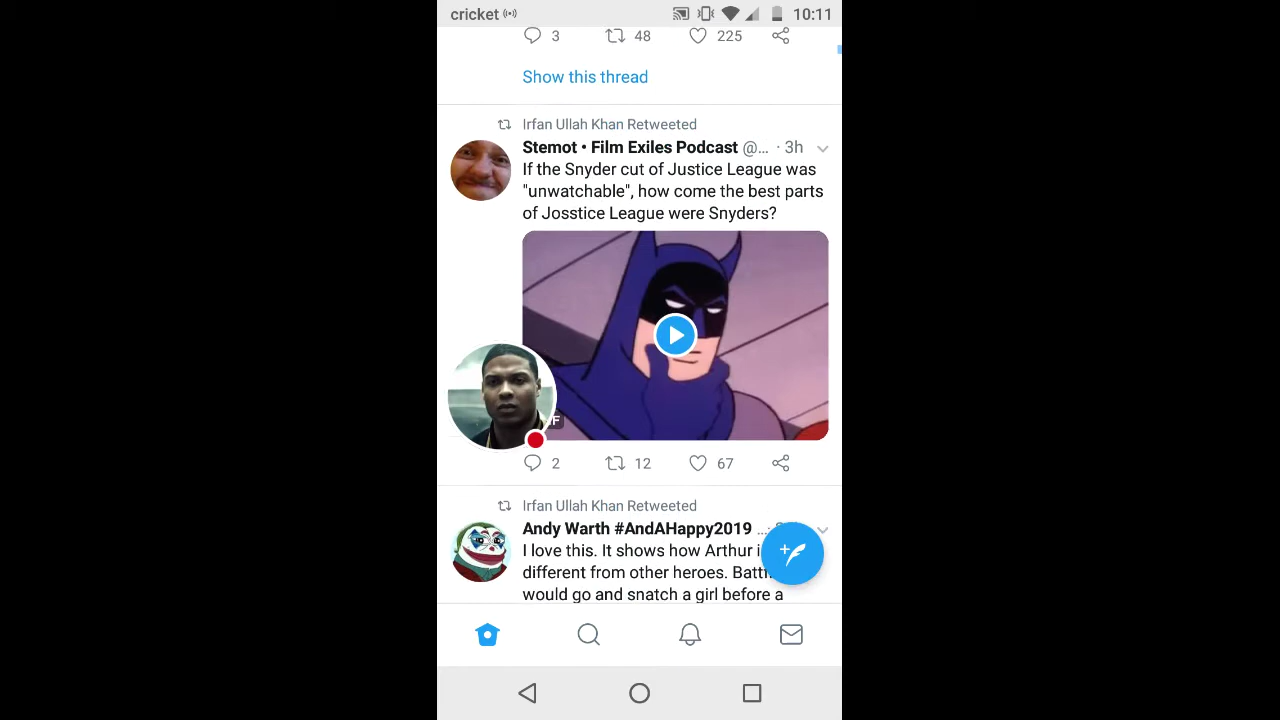 cricket 10:11
3 48 225
Show this thread
Irfan Ullah Khan Retweeted
Stemot • Film Exiles Podcast @... · 3h
If the Snyder cut of Justice League was
"unwatchable", how come the best parts
of Josstice League were Snyders?
2 12 67
Irfan Ullah Khan Retweeted
Andy Warth #AndAHappy2019 ...
I love this. It shows how Arthur
different from other heroes.
would go and snatch a girl before a